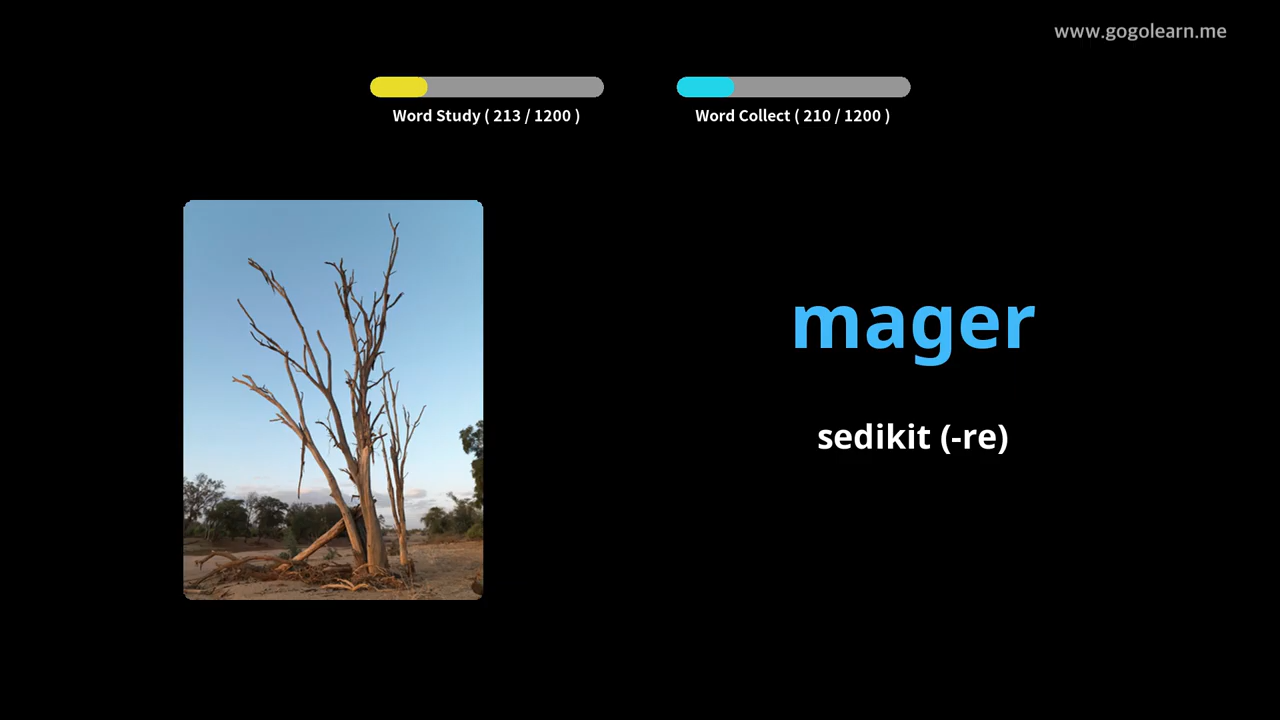 www.gogolearn.me
Word Study ( 213 / 1200 )
Word Collect ( 210 / 1200 )
mager
sedikit (-re)